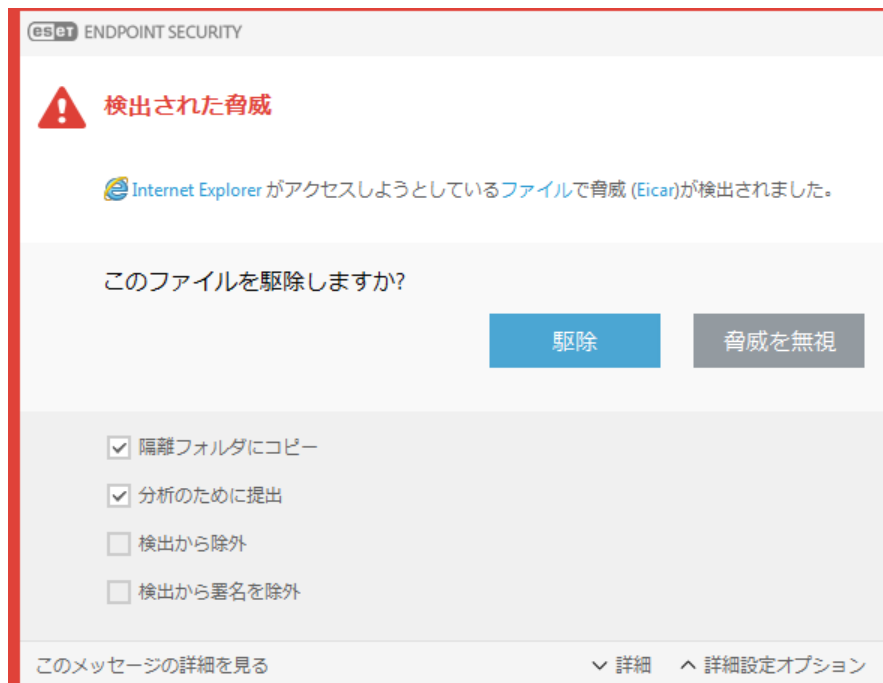 eset ENDPOINT SECURITY
検出された脅威
Internet Explorer がアクセスしようとしているファイルで脅威 (Eicar)が検出されました。
このファイルを駆除しますか?
駆除 脅威を無視
隔離フォルダにコピー
分析のために提出
検出から除外
検出から署名を除外
このメッセージの詳細を見る 詳細 詳細設定オプション